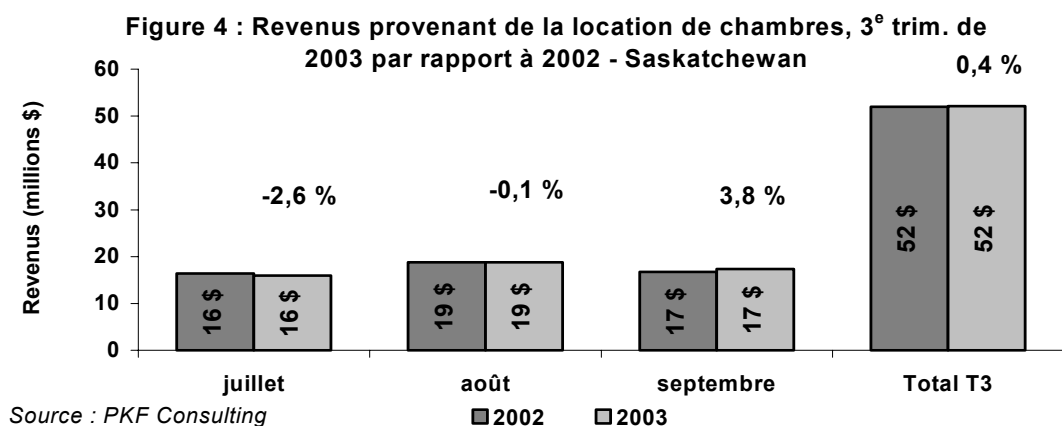 Figure 4 : Revenus provenant de la location de chambres, 3e trim. de
2003 par rapport à 2002 - Saskatchewan
0,4 %
-2,6 %
-0,1 %
3,8 %
Revenus (millions $)
60
50
40
30
20
10
0
16 $
16 $
19 $
19 $
17 $
17 $
52 $
52 $
juillet
août
septembre
Total T3
Source : PKF Consulting
2002
2003